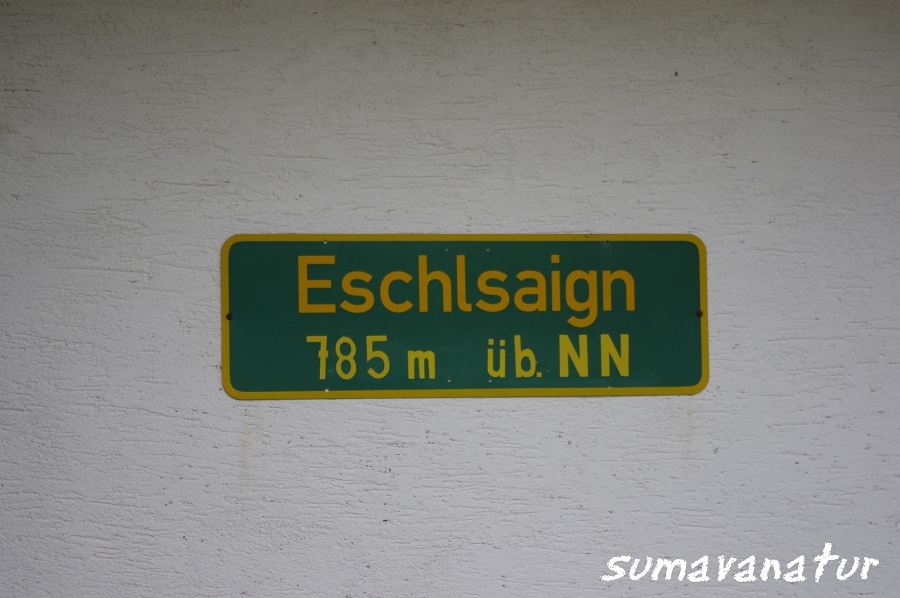 Eschlsaign
785 m üb. NN
sumavanatur